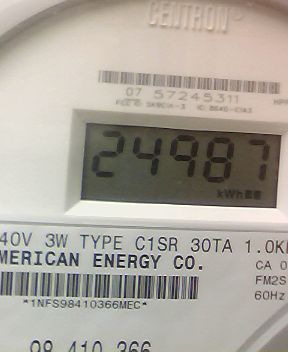 CENTRON®
07 57245311
24987
kWh
40V 3W TYPE C1SR 30TA 1.0K
MERICAN ENERGY CO.
CA 0
FM2S
60Hz
*1NFS98410366MEC*
98 410 366